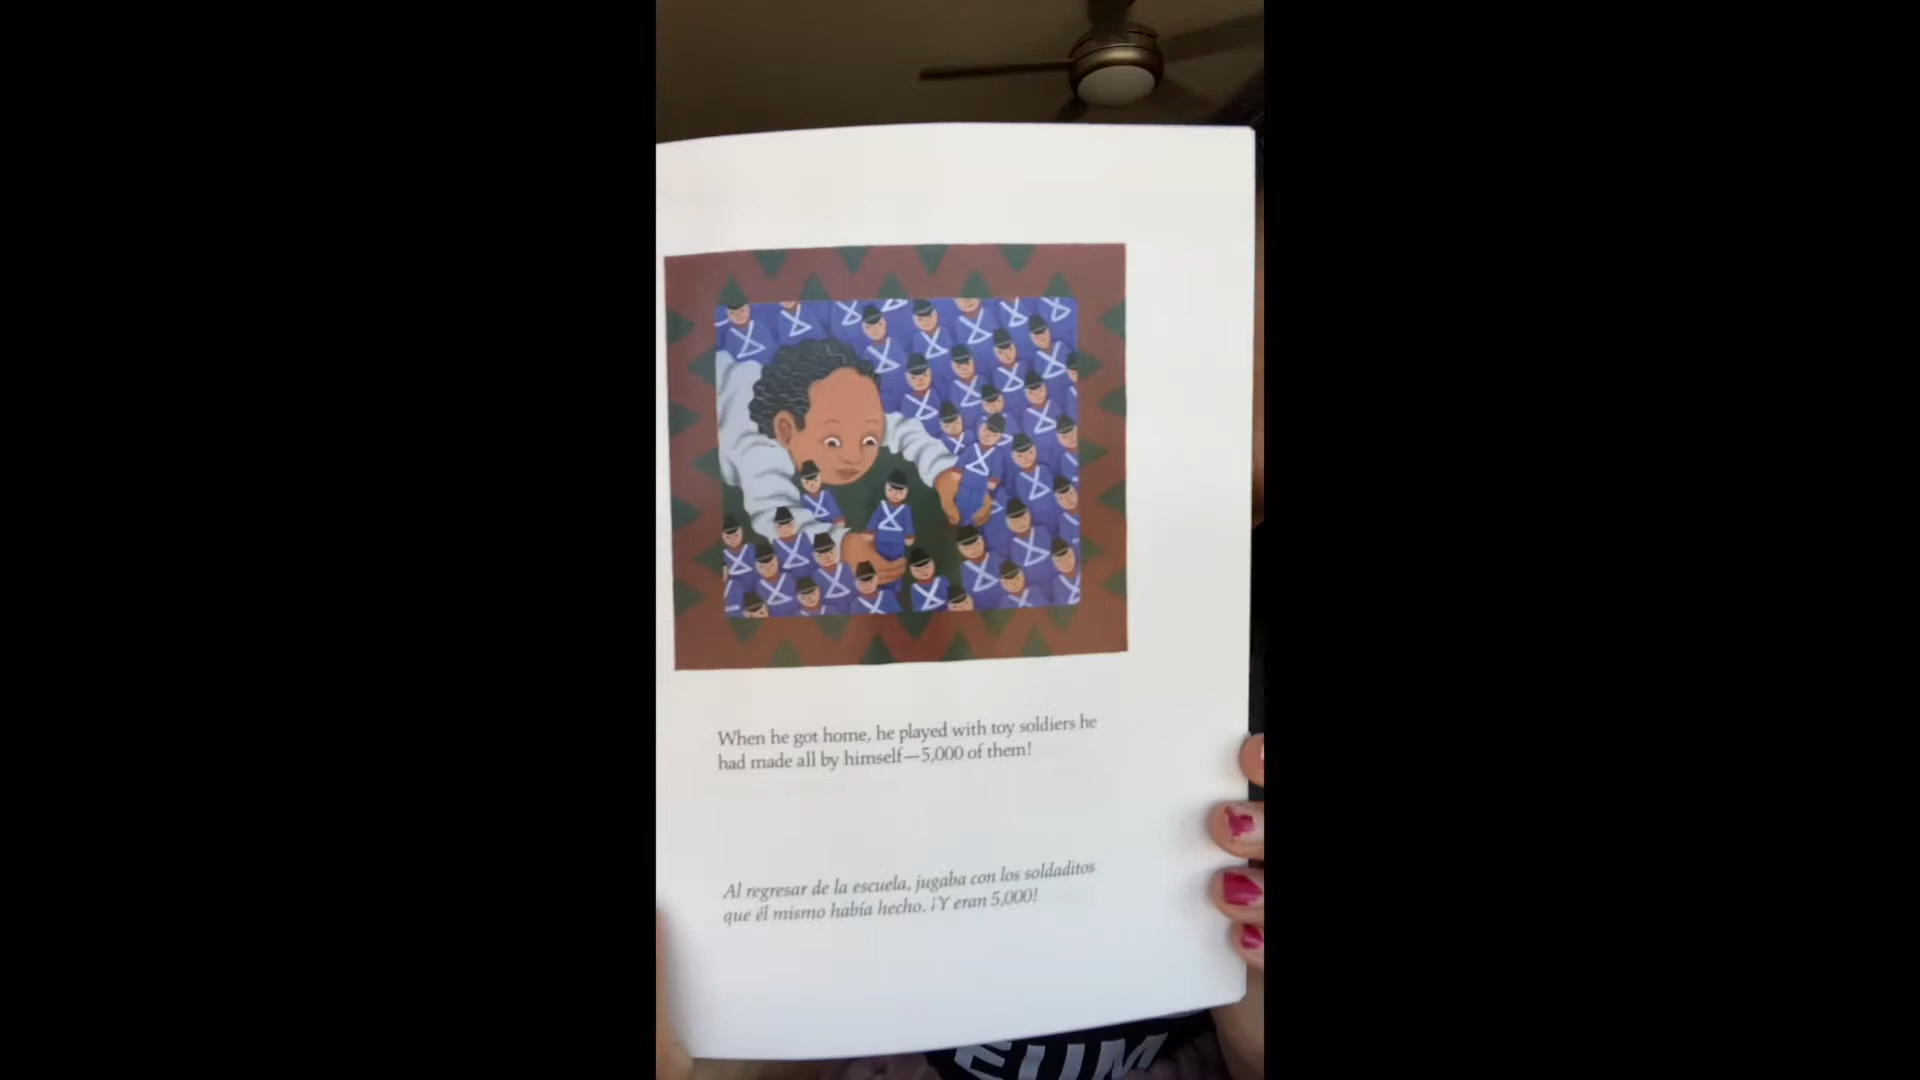 When he got home, he played with toy soldiers he
had made all by himself—5,000 of them!
Al regresar de la escuela, jugaba con los soldaditos
que él mismo había hecho. ¡Y eran 5,000!
EUM